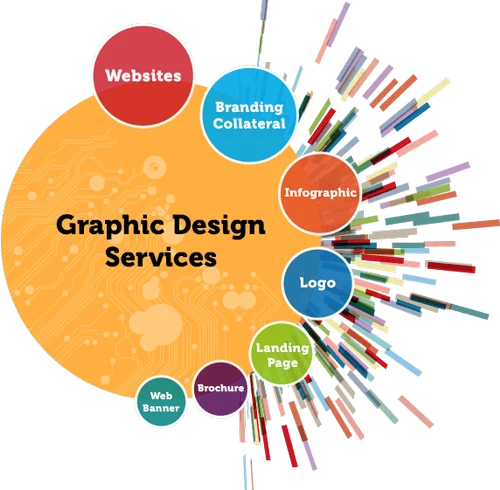 Websites
Branding
Collateral
Infographic
Graphic Design
Services
Logo
Landing
Page
Brochure
Web
Banner